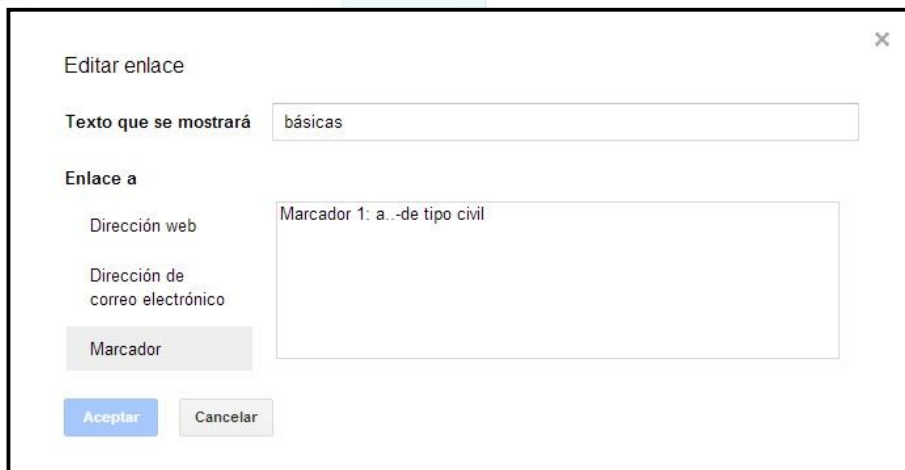 ×
Editar enlace
Texto que se mostrará básicas
Enlace a
Marcador 1: a..-de tipo civil
Dirección web
Dirección de
correo electrónico
Marcador
Aceptar Cancelar